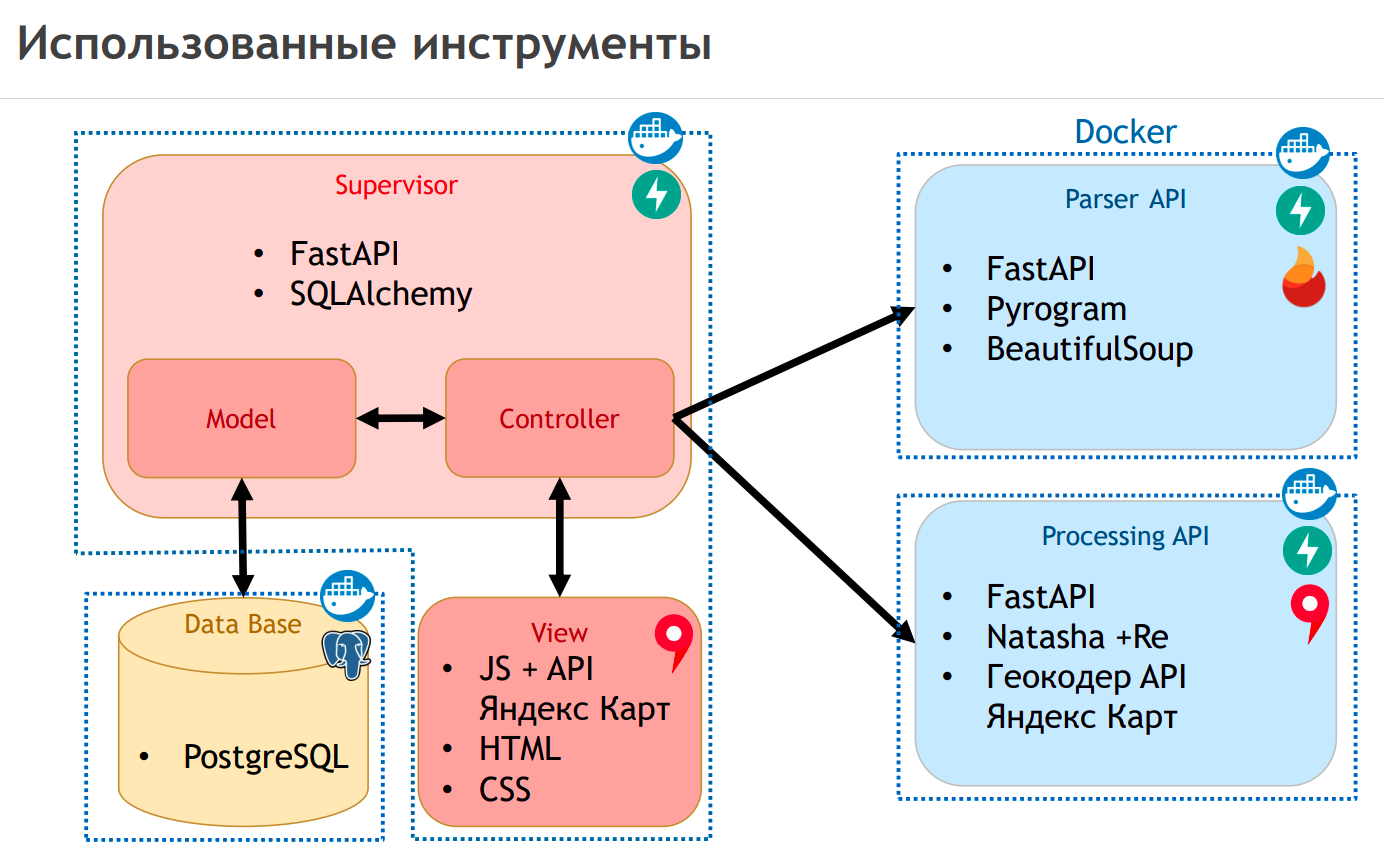 Использованные инструменты
Supervisor
• FastAPI
• SQLAlchemy
Model
Controller
Data Base
• PostgreSQL
View
• JS + API
Яндекс Карт
• HTML
• CSS
Docker
Parser API
• FastAPI
• Pyrogram
• BeautifulSoup
Processing API
• FastAPI
• Natasha +Re
• Геокодер API
Яндекс Карт